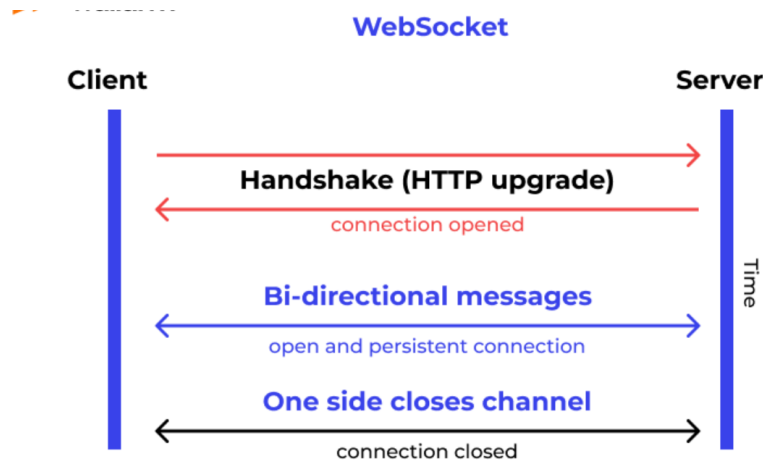 WebSocket
Client
Server
Handshake (HTTP upgrade)
connection opened
Time
Bi-directional messages
open and persistent connection
One side closes channel
connection closed